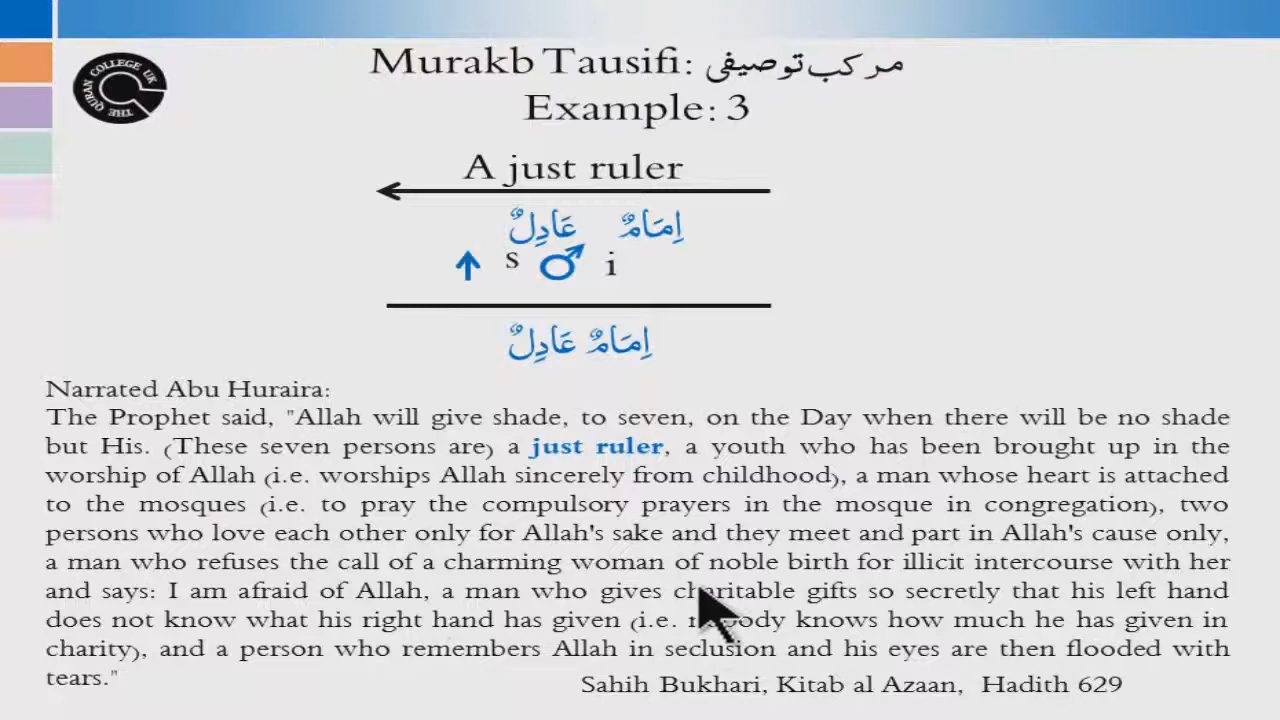 THE QURAN COLLEGE UK
Murakb Tausifi: مرکب توصیفی
Example: 3
A just ruler
اِمَامٌ عَادِلٌ
s i
اِمَامٌ عَادِلٌ
Narrated Abu Huraira:
The Prophet said, "Allah will give shade, to seven, on the Day when there will be no shade
but His. (These seven persons are) a just ruler, a youth who has been brought up in the
worship of Allah (i.e. worships Allah sincerely from childhood), a man whose heart is attached
to the mosques (i.e. to pray the compulsory prayers in the mosque in congregation), two
persons who love each other only for Allah's sake and they meet and part in Allah's cause only,
a man who refuses the call of a charming woman of noble birth for illicit intercourse with her
and says: I am afraid of Allah, a man who gives charitable gifts so secretly that his left hand
does not know what his right hand has given (i.e. nobody knows how much he has given in
charity), and a person who remembers Allah in seclusion and his eyes are then flooded with
tears."
Sahih Bukhari, Kitab al Azaan, Hadith 629